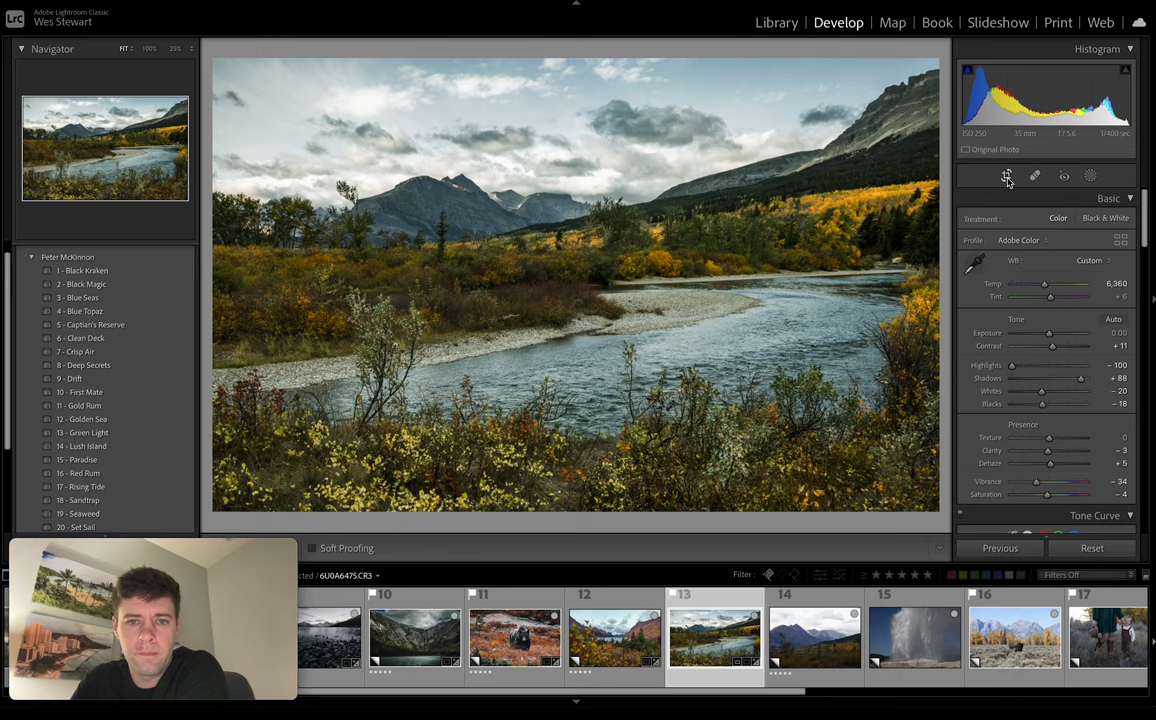 Adobe Lightroom Classic
LrC Wes Stewart
Library | Develop | Map | Book | Slideshow | Print | Web
Navigator FIT 100% 25%
Histogram
ISO 250 35 mm f / 5.6 1/400 sec
Original Photo
Basic
Treatment : Color Black & White
Profile : Adobe Color
WB : Custom
Temp 6,360
Tint + 6
Tone Auto
Exposure 0.00
Contrast + 11
Highlights – 100
Shadows + 88
Whites – 20
Blacks – 18
Presence
Texture 0
Clarity – 3
Dehaze + 5
Vibrance – 34
Saturation – 4
Tone Curve
Previous Reset
Peter McKinnon
1 - Black Kraken
2 - Black Magic
3 - Blue Seas
4 - Blue Topaz
5 - Captian's Reserve
6 - Clean Deck
7 - Crisp Air
8 - Deep Secrets
9 - Drift
10 - First Mate
11 - Gold Rum
12 - Golden Sea
13 - Green Light
14 - Lush Island
15 - Paradise
16 - Red Rum
17 - Rising Tide
18 - Sandtrap
19 - Seaweed
20 - Set Sail
Soft Proofing
cted / 6U0A6475.CR3
Filter : Filters Off
10 11 12 13 14 15 16 17